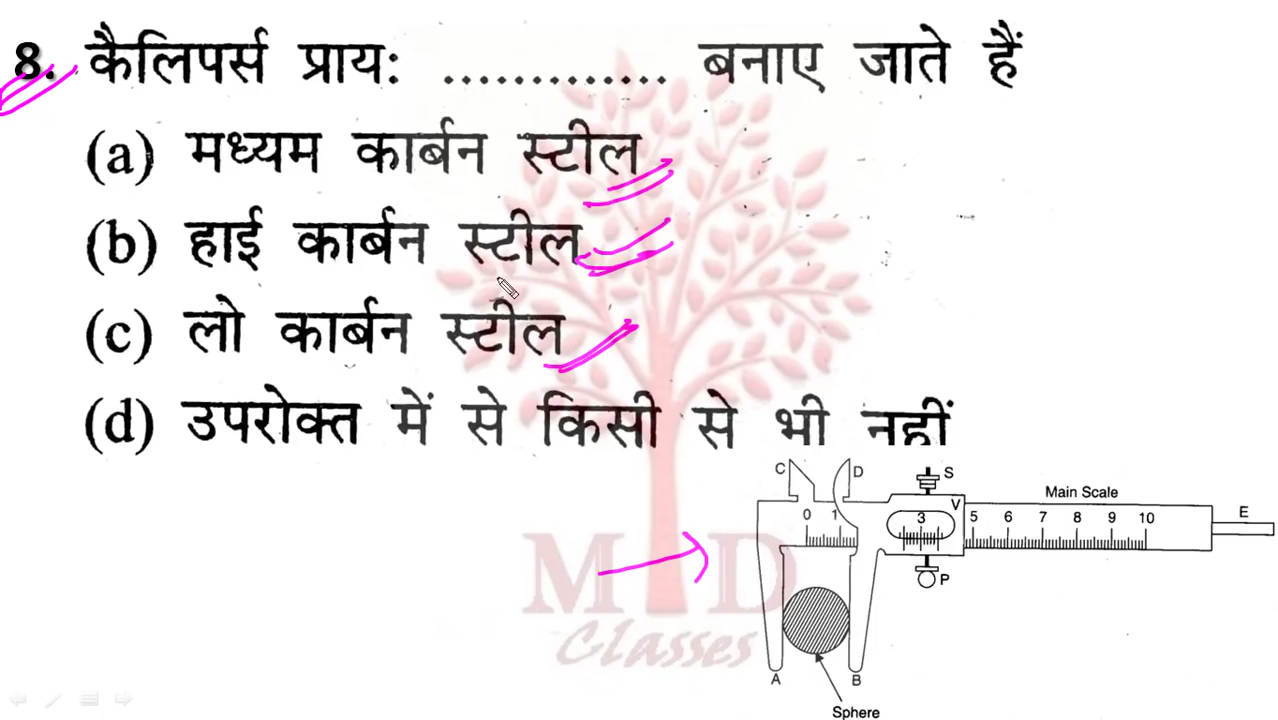 8. कैलिपर्स प्रायः ............. बनाए जाते हैं
(a) मध्यम कार्बन स्टील
(b) हाई कार्बन स्टील
(c) लो कार्बन स्टील
(d) उपरोक्त में से किसी से भी नहीं
C D S
Main Scale
0 1 3 V 5 6 7 8 9 10 E
P
M D
Classes
A B
Sphere